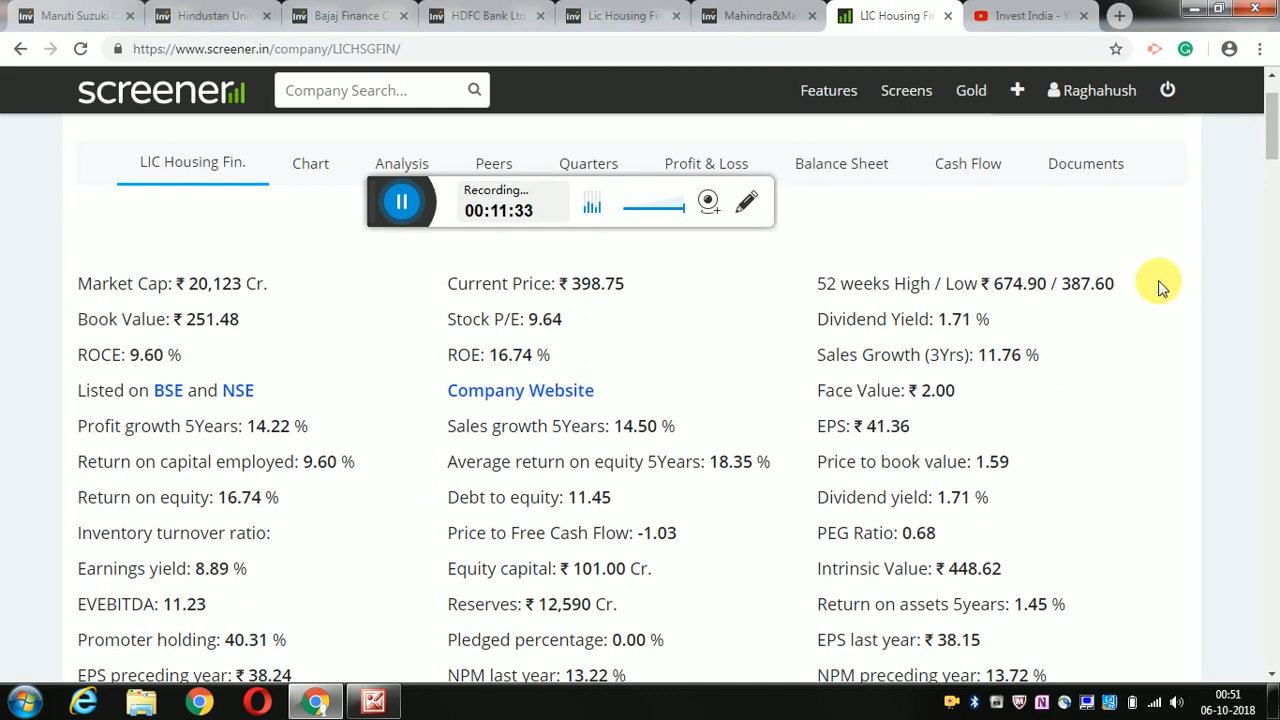 Maruti Suzuki
Hindustan Uni
Bajaj Finance C
HDFC Bank Ltd
Lic Housing Fin
Mahindra&Ma
LIC Housing Fin
Invest India - Y
https://www.screener.in/company/LICHSGFIN/
screener
Company Search...
Features
Screens
Gold
Raghahush
LIC Housing Fin.
Chart
Analysis
Peers
Quarters
Profit & Loss
Balance Sheet
Cash Flow
Documents
Recording...
00:11:33
Market Cap: ₹ 20,123 Cr.
Current Price: ₹ 398.75
52 weeks High / Low ₹ 674.90 / 387.60
Book Value: ₹ 251.48
Stock P/E: 9.64
Dividend Yield: 1.71 %
ROCE: 9.60 %
ROE: 16.74 %
Sales Growth (3Yrs): 11.76 %
Listed on BSE and NSE
Company Website
Face Value: ₹ 2.00
Profit growth 5Years: 14.22 %
Sales growth 5Years: 14.50 %
EPS: ₹ 41.36
Return on capital employed: 9.60 %
Average return on equity 5Years: 18.35 %
Price to book value: 1.59
Return on equity: 16.74 %
Debt to equity: 11.45
Dividend yield: 1.71 %
Inventory turnover ratio:
Price to Free Cash Flow: -1.03
PEG Ratio: 0.68
Earnings yield: 8.89 %
Equity capital: ₹ 101.00 Cr.
Intrinsic Value: ₹ 448.62
EVEBITDA: 11.23
Reserves: ₹ 12,590 Cr.
Return on assets 5years: 1.45 %
Promoter holding: 40.31 %
Pledged percentage: 0.00 %
EPS last year: ₹ 38.15
EPS preceding year: ₹ 38.24
NPM last year: 13.22 %
NPM preceding year: 13.72 %
00:51
06-10-2018